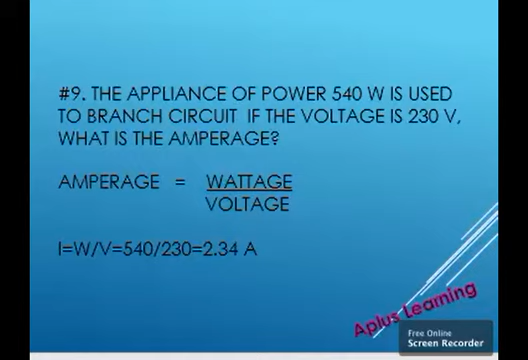 #9. THE APPLIANCE OF POWER 540 W IS USED
TO BRANCH CIRCUIT IF THE VOLTAGE IS 230 V,
WHAT IS THE AMPERAGE?
AMPERAGE = WATTAGE
VOLTAGE
I=W/V=540/230=2.34 A
Aplus Learning
Free Online
Screen Recorder